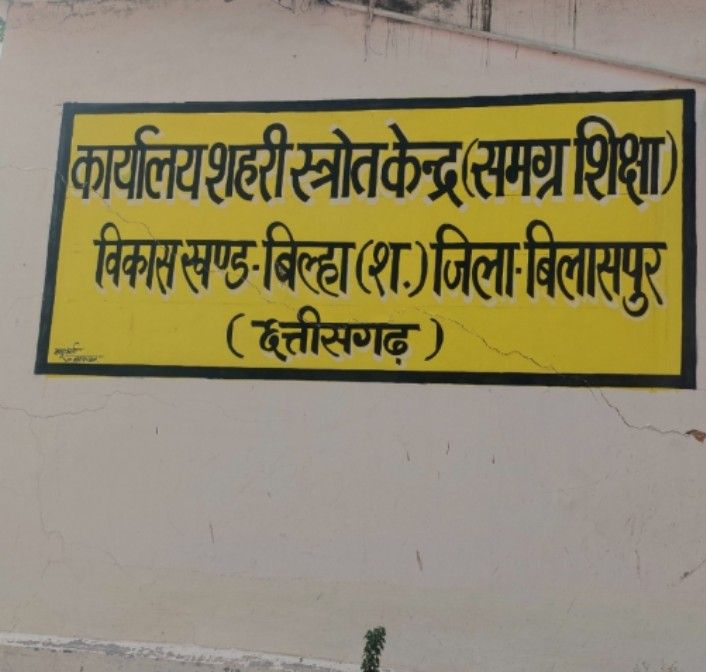 कार्यालय शहरी स्त्रोत केन्द्र (समग्र शिक्षा)
विकास खण्ड-बिल्हा (श.) जिला-बिलासपुर
( छत्तीसगढ़ )